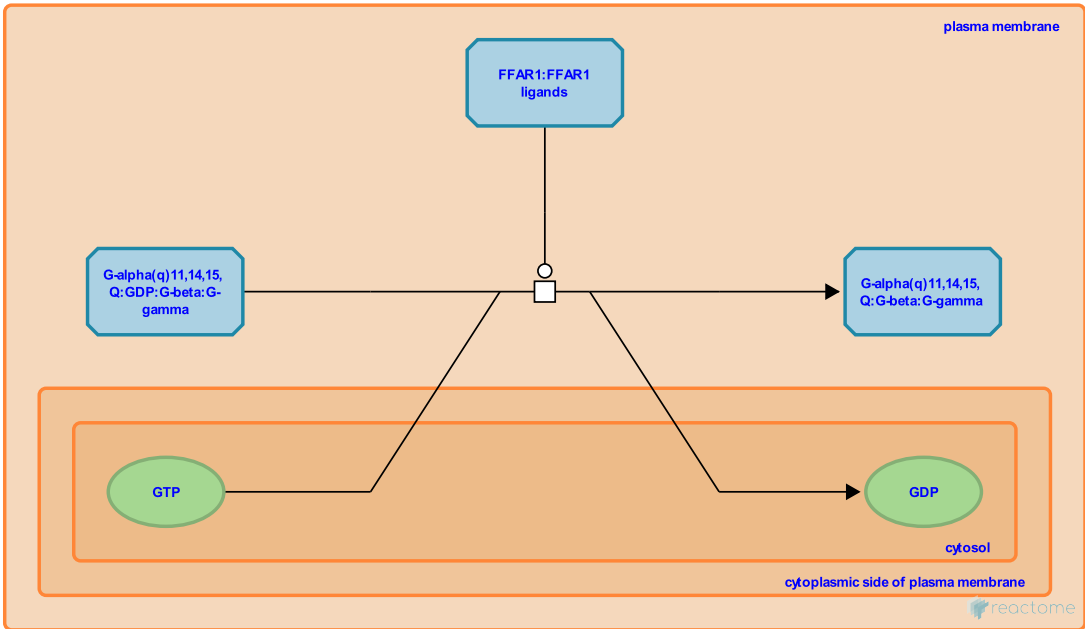 plasma membrane
FFAR1:FFAR1
ligands
G-alpha(q)11,14,15,
Q:GDP:G-beta:G-
gamma
G-alpha(q)11,14,15,
Q:G-beta:G-gamma
GTP
GDP
cytosol
cytoplasmic side of plasma membrane
reactome